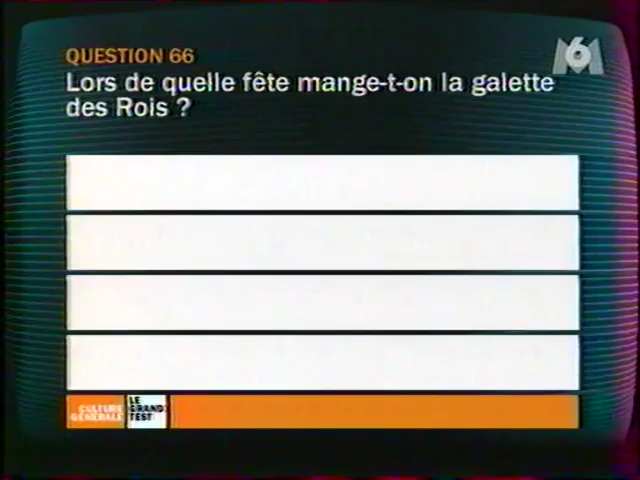 QUESTION 66
M6
Lors de quelle fête mange-t-on la galette
des Rois ?
CULTURE
GÉNÉRALE
LE
GRAND
TEST